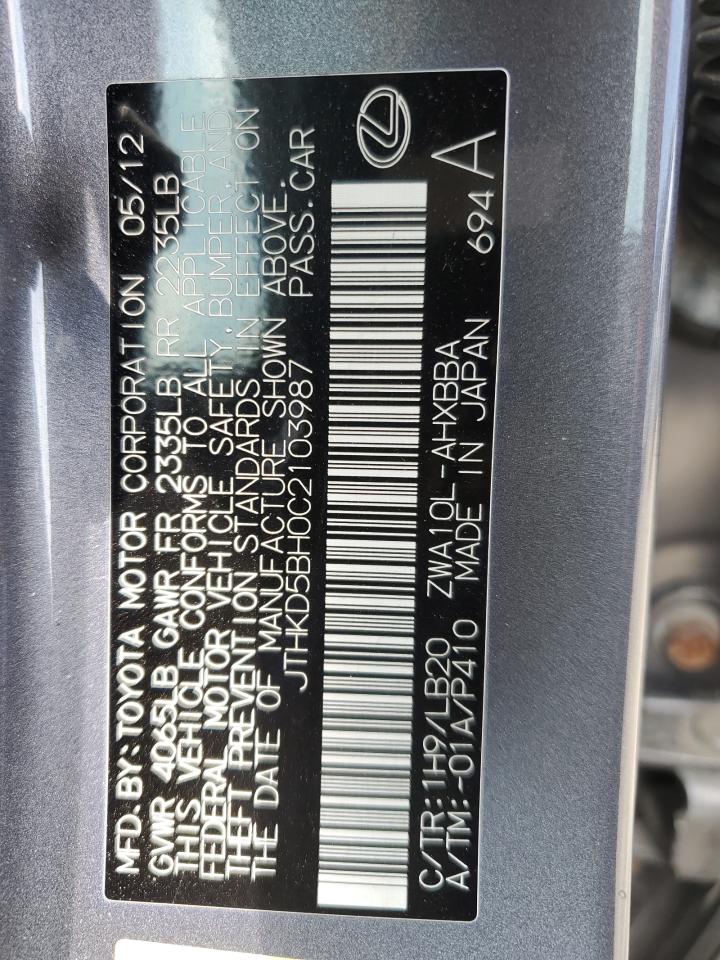 MFD.BY:TOYOTA MOTOR CORPORATION 05/12
GVWR 4065LB GAWR FR 2335LB RR 2235LB
THIS VEHICLE CONFORMS TO ALL APPLICABLE
FEDERAL MOTOR VEHICLE SAFETY,BUMPER,AND
THEFT PREVENTION STANDARDS IN EFFECT ON
THE DATE OF MANUFACTURE SHOWN ABOVE.
JTHKD5BH0C2103987 PASS.CAR
C/TR:1H9/LB20 ZWA10L-AHXBBA
A/TM:-01A/P410 MADE IN JAPAN 694 A